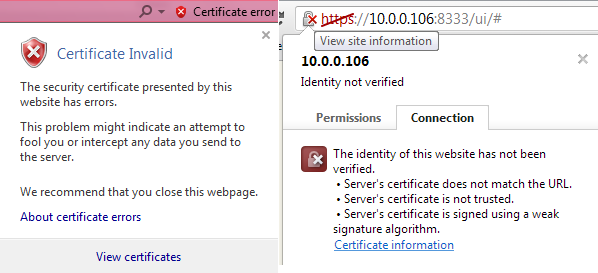 Certificate error
Certificate Invalid
The security certificate presented by this
website has errors.
This problem might indicate an attempt to
fool you or intercept any data you send to
the server.
We recommend that you close this webpage.
About certificate errors
View certificates
https://10.0.0.106:8333/ui/#
View site information
10.0.0.106
Identity not verified
Permissions
Connection
The identity of this website has not been
verified.
• Server's certificate does not match the URL.
• Server's certificate is not trusted.
• Server's certificate is signed using a weak
signature algorithm.
Certificate information